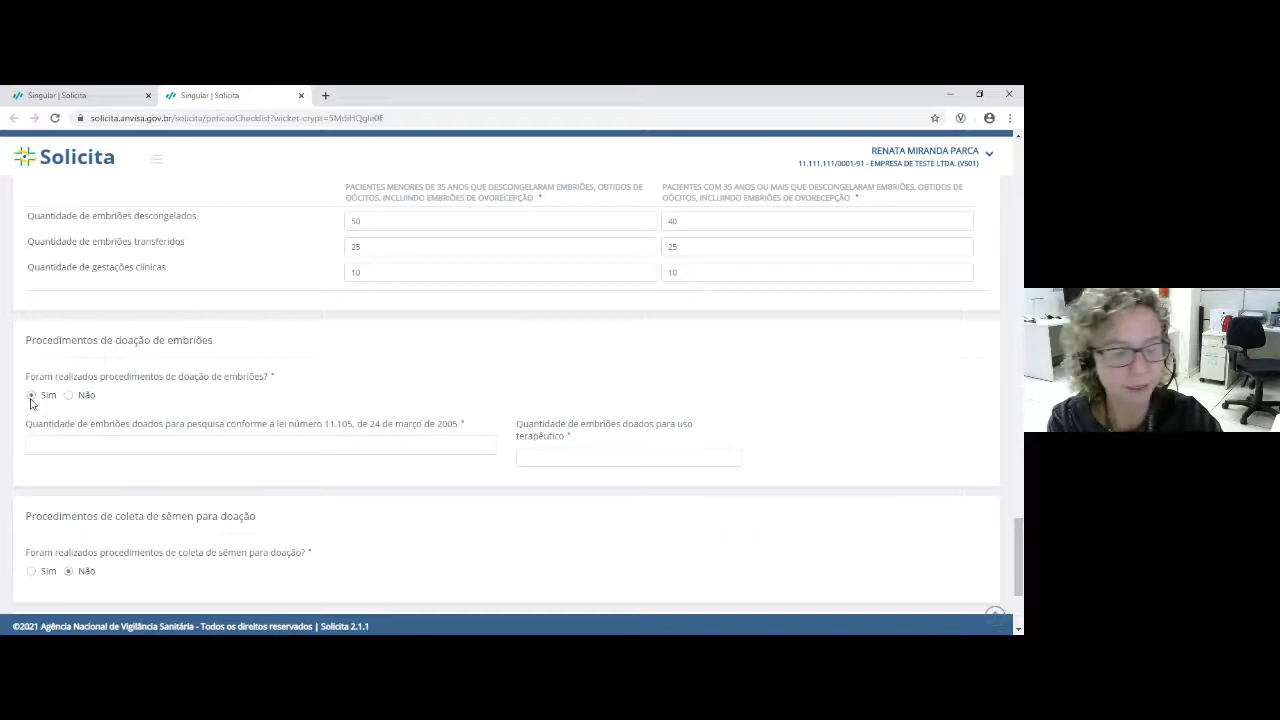 Singular | Solicita
Singular | Solicita
solicita.anvisa.gov.br/solicita/peticaoChecklist?wicket-crypt=5MdiHQgIe0E
Solicita
RENATA MIRANDA PARCA
11.111.111/0001-91 - EMPRESA DE TESTE LTDA. (VS01)
PACIENTES MENORES DE 35 ANOS QUE DESCONGELARAM EMBRIÕES, OBTIDOS DE
OÓCITOS, INCLUINDO EMBRIÕES DE OVORECEPÇÃO *
PACIENTES COM 35 ANOS OU MAIS QUE DESCONGELARAM EMBRIÕES, OBTIDOS DE
OÓCITOS, INCLUINDO EMBRIÕES DE OVORECEPÇÃO *
Quantidade de embriões descongelados 50 40
Quantidade de embriões transferidos 25 25
Quantidade de gestações clínicas 10 10
Procedimentos de doação de embriões
Foram realizados procedimentos de doação de embriões? *
Sim Não
Quantidade de embriões doados para pesquisa conforme a lei número 11.105, de 24 de março de 2005 *
Quantidade de embriões doados para uso
terapêutico *
Procedimentos de coleta de sêmen para doação
Foram realizados procedimentos de coleta de sêmen para doação? *
Sim Não
©2021 Agência Nacional de Vigilância Sanitária - Todos os direitos reservados | Solicita 2.1.1